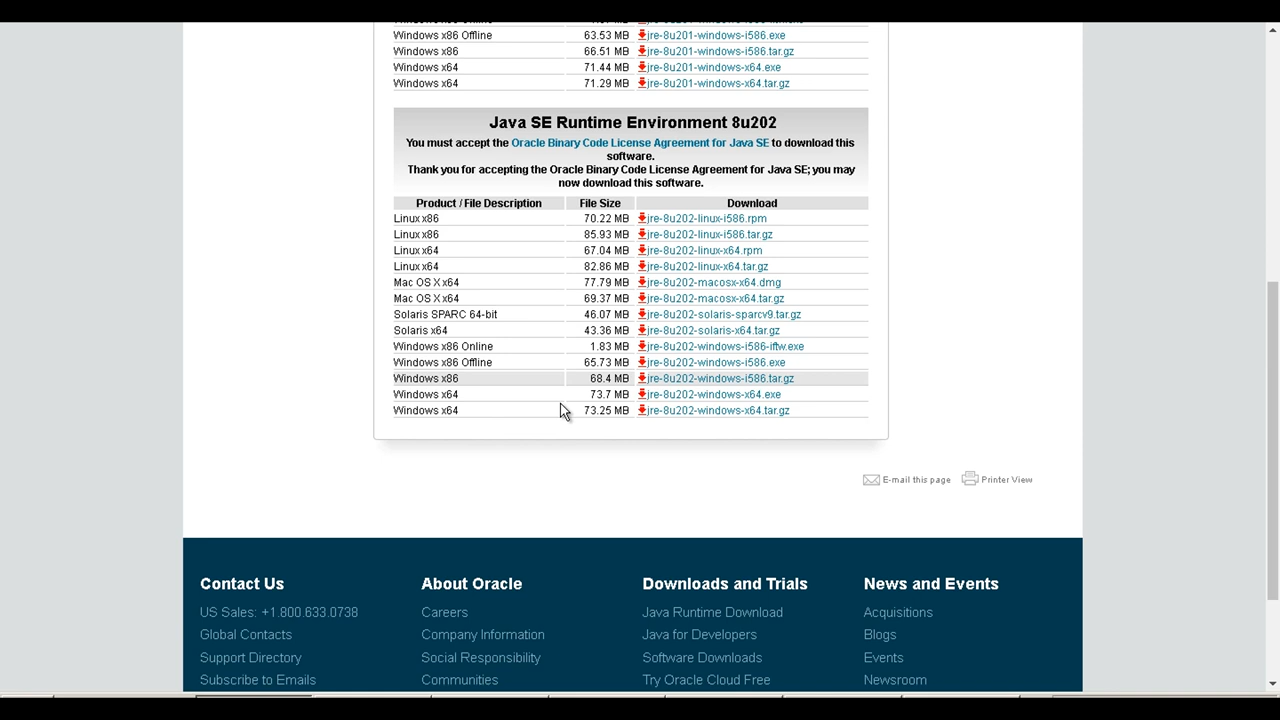 Windows x86 Offline 63.53 MB jre-8u201-windows-i586.exe
Windows x86 66.51 MB jre-8u201-windows-i586.tar.gz
Windows x64 71.44 MB jre-8u201-windows-x64.exe
Windows x64 71.29 MB jre-8u201-windows-x64.tar.gz
Java SE Runtime Environment 8u202
You must accept the Oracle Binary Code License Agreement for Java SE to download this
software.
Thank you for accepting the Oracle Binary Code License Agreement for Java SE; you may
now download this software.
Product / File Description File Size Download
Linux x86 70.22 MB jre-8u202-linux-i586.rpm
Linux x86 85.93 MB jre-8u202-linux-i586.tar.gz
Linux x64 67.04 MB jre-8u202-linux-x64.rpm
Linux x64 82.86 MB jre-8u202-linux-x64.tar.gz
Mac OS X x64 77.79 MB jre-8u202-macosx-x64.dmg
Mac OS X x64 69.37 MB jre-8u202-macosx-x64.tar.gz
Solaris SPARC 64-bit 46.07 MB jre-8u202-solaris-sparcv9.tar.gz
Solaris x64 43.36 MB jre-8u202-solaris-x64.tar.gz
Windows x86 Online 1.83 MB jre-8u202-windows-i586-iftw.exe
Windows x86 Offline 65.73 MB jre-8u202-windows-i586.exe
Windows x86 68.4 MB jre-8u202-windows-i586.tar.gz
Windows x64 73.7 MB jre-8u202-windows-x64.exe
Windows x64 73.25 MB jre-8u202-windows-x64.tar.gz
E-mail this page Printer View
Contact Us About Oracle Downloads and Trials News and Events
US Sales: +1.800.633.0738 Careers Java Runtime Download Acquisitions
Global Contacts Company Information Java for Developers Blogs
Support Directory Social Responsibility Software Downloads Events
Subscribe to Emails Communities Try Oracle Cloud Free Newsroom